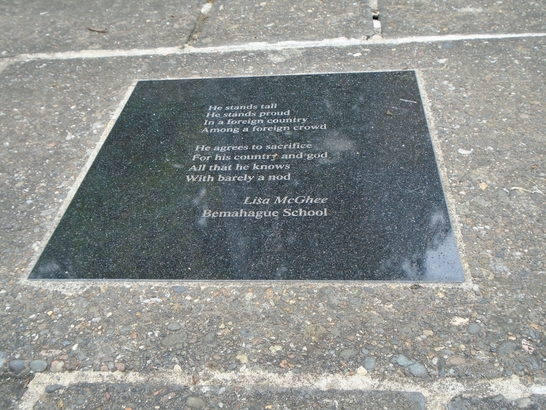 He stands tall
He stands proud
In a foreign country
Among a foreign crowd
He agrees to sacrifice
For his country and god
All that he knows
With barely a nod
Lisa McGhee
Bemahague School